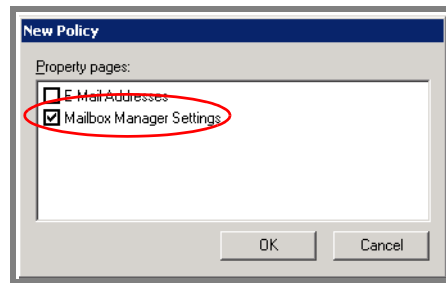 New Policy
Property pages:
E-Mail Addresses
Mailbox Manager Settings
OK
Cancel